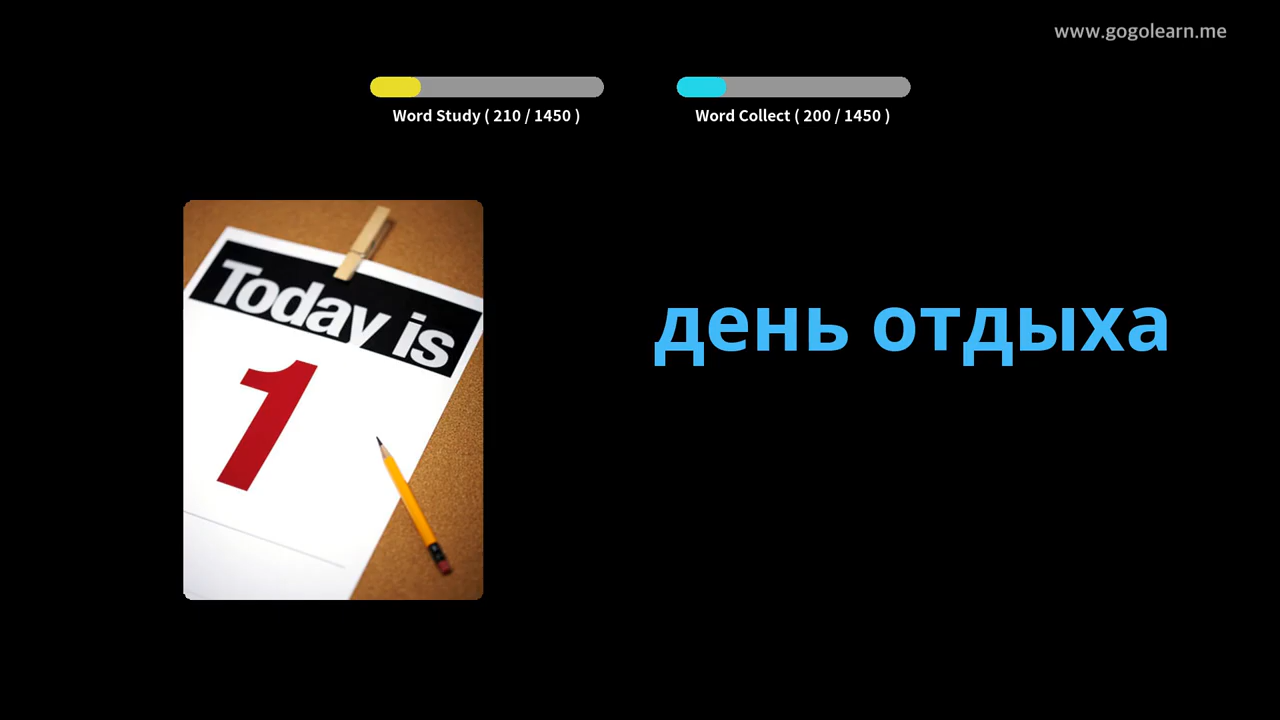 www.gogolearn.me
Word Study ( 210 / 1450 )
Word Collect ( 200 / 1450 )
Today is
1
день отдыха